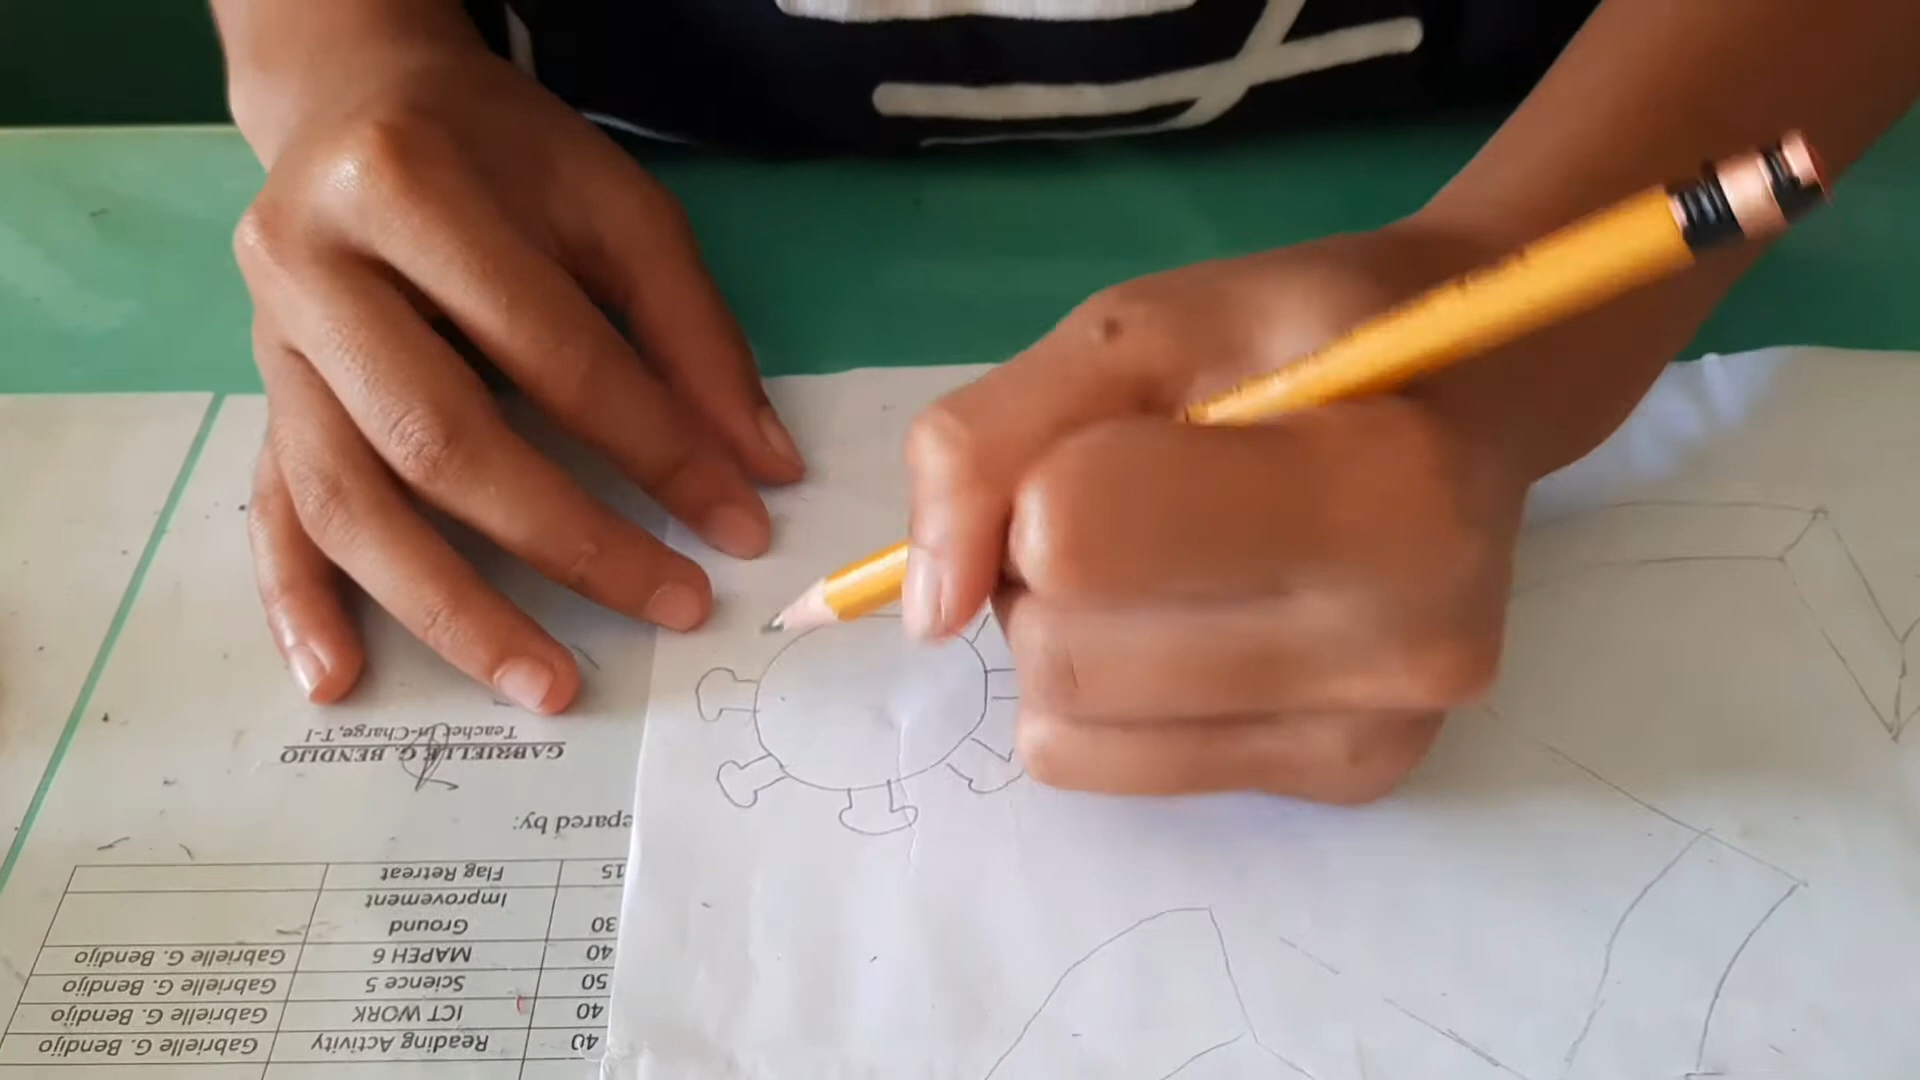 40 Reading Activity Gabrielle G. Bendijo
40 ICT WORK Gabrielle G. Bendijo
50 Science 5 Gabrielle G. Bendijo
40 MAPEH 6 Gabrielle G. Bendijo
30 Ground
Improvement
15 Flag Retreat
epared by:
GABRIELLE G. BENDIJO
Teacher In-Charge, T-I